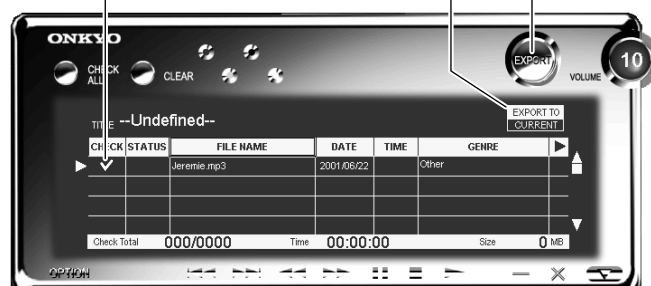 ONKYO
CHECK ALL
CLEAR
EXPORT
VOLUME
10
TITLE --Undefined--
EXPORT TO
CURRENT
CHECK STATUS FILE NAME DATE TIME GENRE
Jeremie.mp3 2001/06/22 Other
Check Total 000/0000 Time 00:00:00 Size 0 MB
OPTION